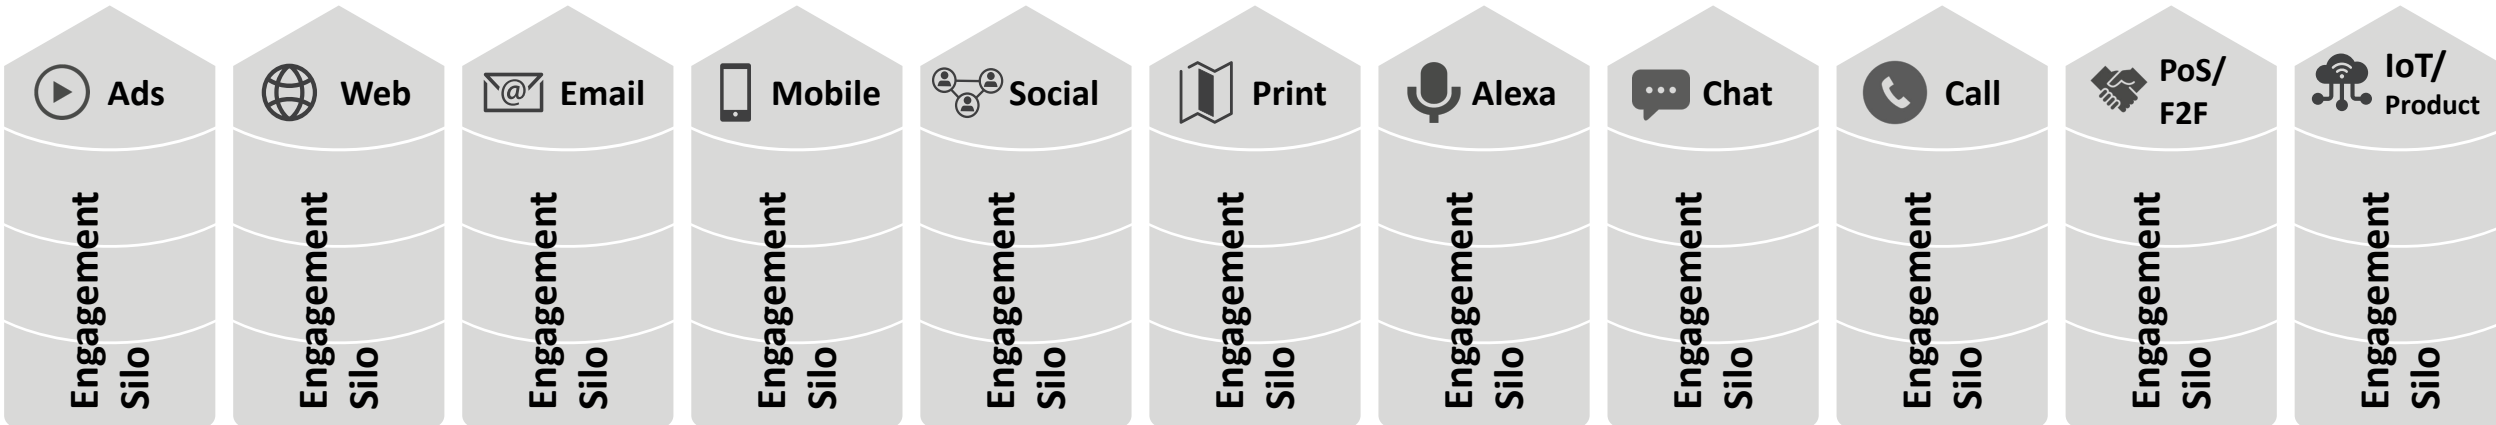 Ads
Web
Email
Mobile
Social
Print
Alexa
Chat
Call
PoS/
F2F
IoT/
Product
Engagement
Silo
Engagement
Silo
Engagement
Silo
Engagement
Silo
Engagement
Silo
Engagement
Silo
Engagement
Silo
Engagement
Silo
Engagement
Silo
Engagement
Silo
Engagement
Silo